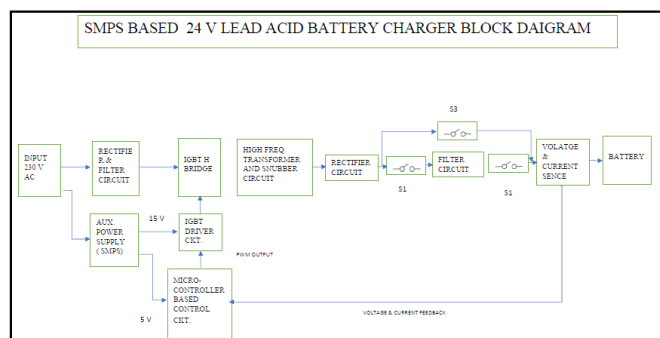 SMPS BASED 24 V LEAD ACID BATTERY CHARGER BLOCK DAIGRAM
S3
INPUT
230 V
AC
RECTIFIE
R &
FILTER
CIRCUIT
IGBT H
BRIDGE
HIGH FREQ.
TRANSFORMER
AND SNUBBER
CIRCUIT
RECTIFIER
CIRCUIT
S1
FILTER
CIRCUIT
S1
VOLATGE
&
CURRENT
SENCE
BATTERY
AUX.
POWER
SUPPLY
( SMPS)
15 V
IGBT
DRIVER
CKT.
PWM OUTPUT
MICRO-
CONTROLLER
BASED
CONTROL
CKT.
5 V
VOLTAGE & CURRENT FEEDBACK